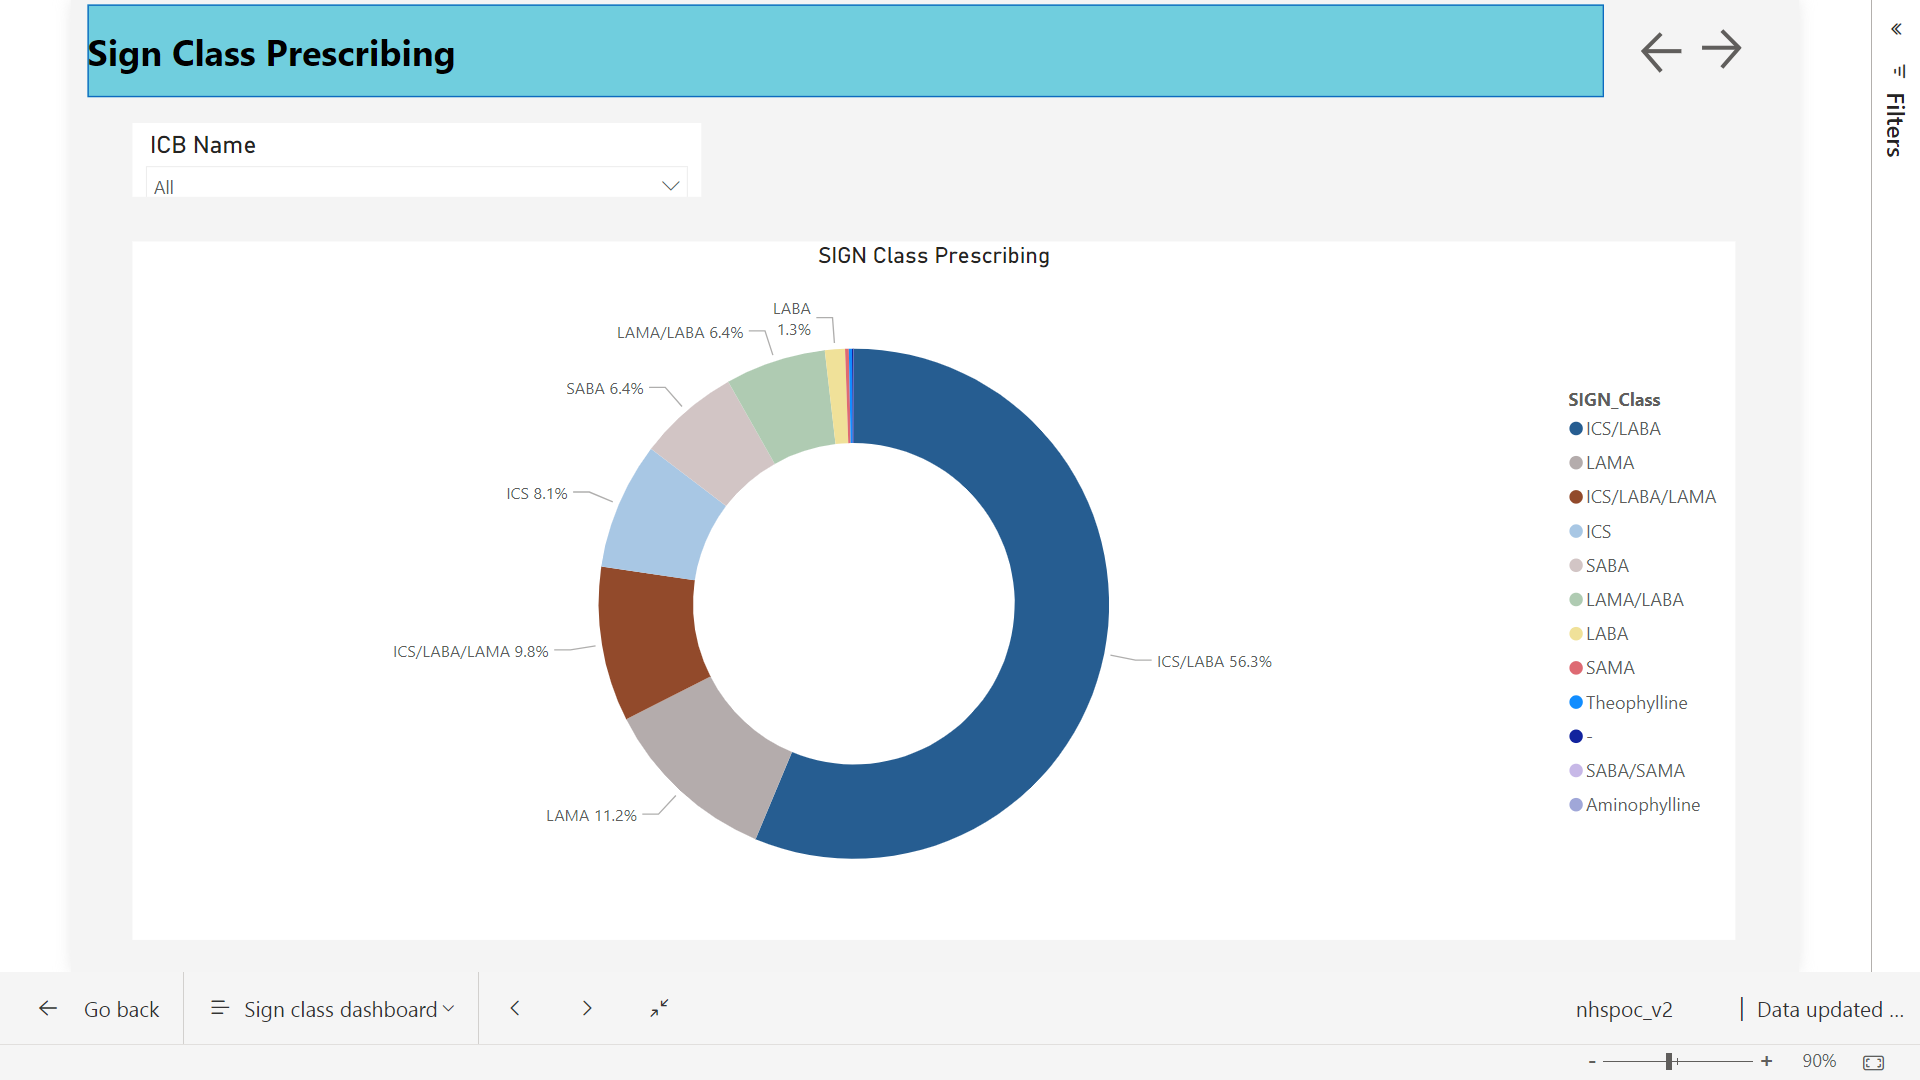 Sign Class Prescribing
Filters
ICB Name
All
SIGN Class Prescribing
LABA
1.3%
LAMA/LABA 6.4%
SABA 6.4%
ICS 8.1%
ICS/LABA/LAMA 9.8%
LAMA 11.2%
ICS/LABA 56.3%
SIGN_Class
ICS/LABA
LAMA
ICS/LABA/LAMA
ICS
SABA
LAMA/LABA
LABA
SAMA
Theophylline
-
SABA/SAMA
Aminophylline
Go back
Sign class dashboard
nhspoc_v2
| Data updated ...
- + 90%